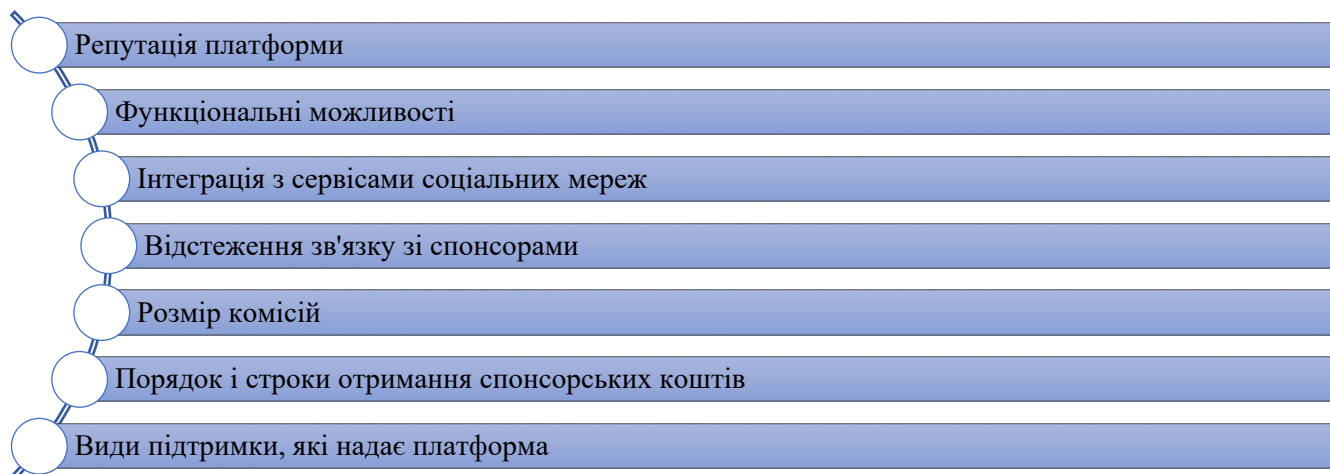 Репутація платформи
Функціональні можливості
Інтеграція з сервісами соціальних мереж
Відстеження зв'язку зі спонсорами
Розмір комісій
Порядок і строки отримання спонсорських коштів
Види підтримки, які надає платформа